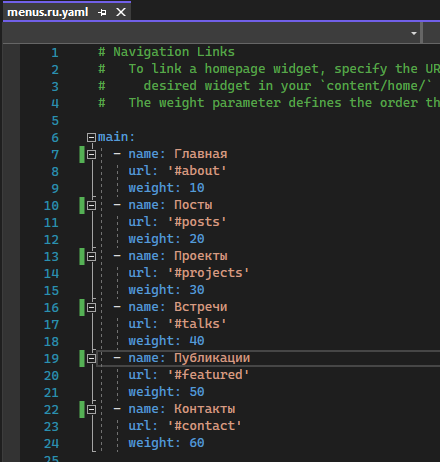 menus.ru.yaml
1 # Navigation Links
2 #   To link a homepage widget, specify the UR
3 #     desired widget in your `content/home/`
4 #   The weight parameter defines the order th
5
6 main:
7   - name: Главная
8     url: '#about'
9     weight: 10
10   - name: Посты
11     url: '#posts'
12     weight: 20
13   - name: Проекты
14     url: '#projects'
15     weight: 30
16   - name: Встречи
17     url: '#talks'
18     weight: 40
19   - name: Публикации
20     url: '#featured'
21     weight: 50
22   - name: Контакты
23     url: '#contact'
24     weight: 60
25